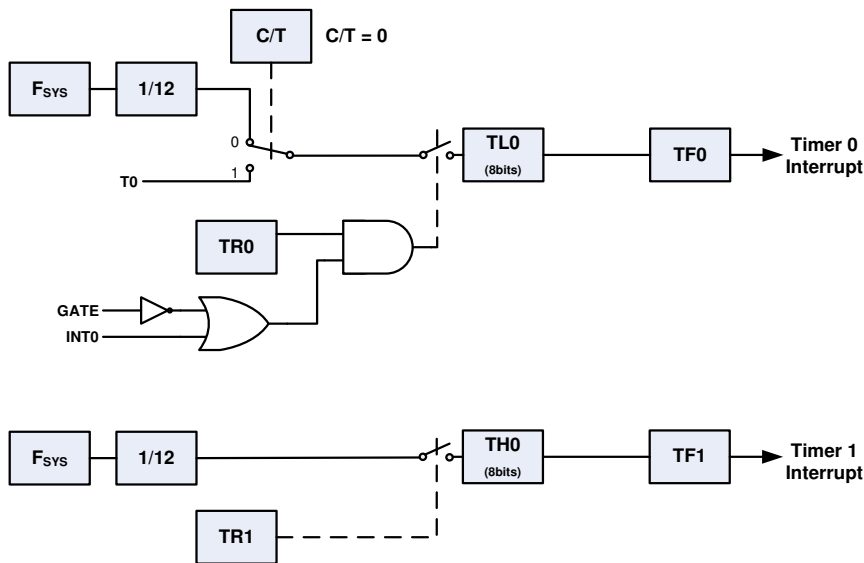 C/T
C/T = 0
FSYS
1/12
0
1
T0
TL0
(8bits)
TF0
Timer 0
Interrupt
TR0
GATE
INT0
FSYS
1/12
TH0
(8bits)
TF1
Timer 1
Interrupt
TR1